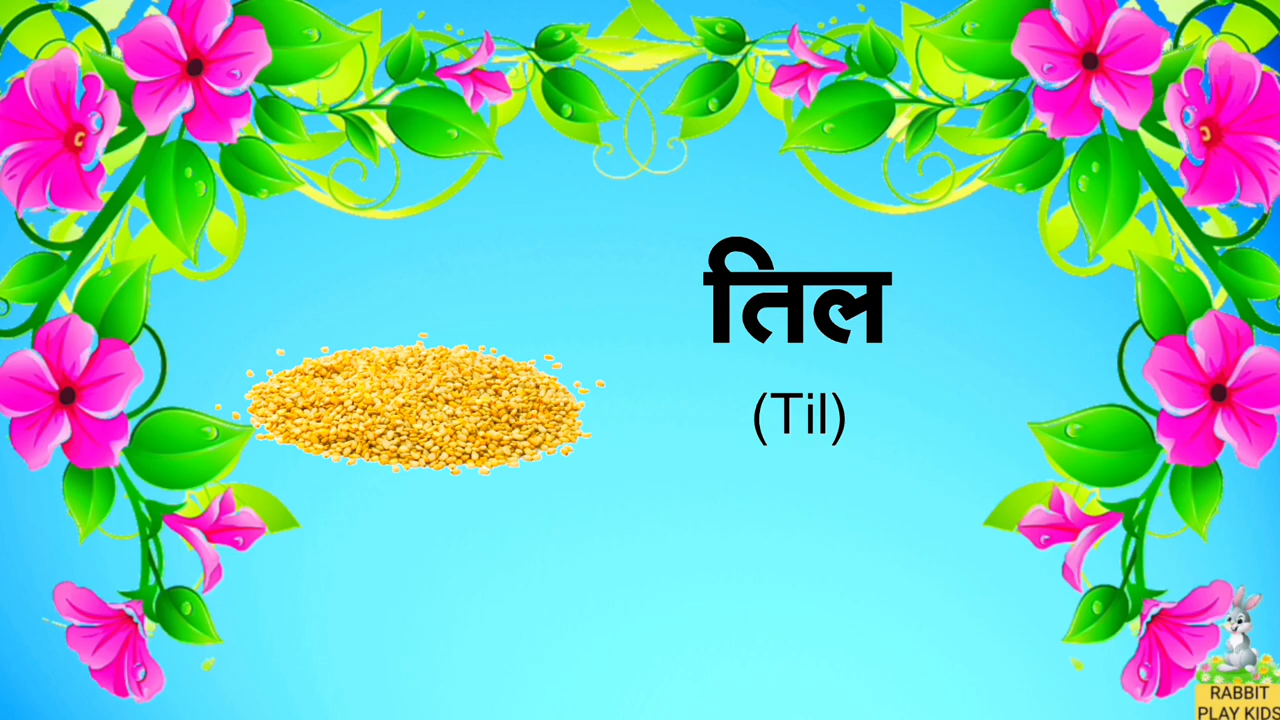 तिल
(Til)
RABBIT
PLAY KIDS